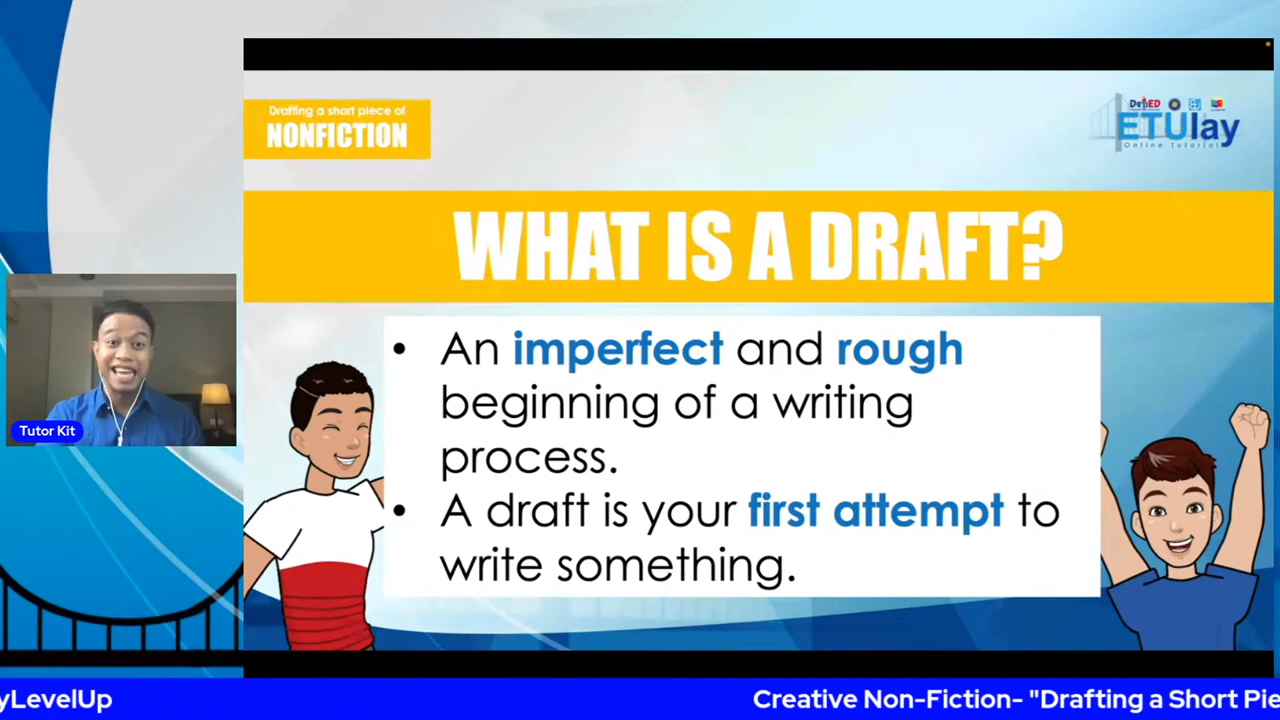 Drafting a short piece of
NONFICTION
DepED
ETUlay
Online Tutorial
WHAT IS A DRAFT?
• An imperfect and rough
beginning of a writing
process.
• A draft is your first attempt to
write something.
Tutor Kit
yLevelUp
Creative Non-Fiction- "Drafting a Short Pie